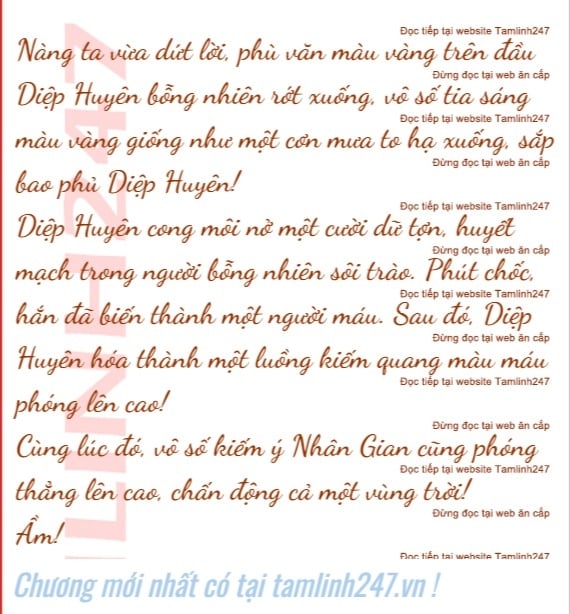 Đọc tiếp tại website Tamlinh247
Nàng ta vừa dứt lời, phù văn màu vàng trên đầu
Đừng đọc tại web ăn cắp
Diệp Huyên bỗng nhiên rớt xuống, vô số tia sáng
Đọc tiếp tại website Tamlinh247
màu vàng giống như một cơn mưa to hạ xuống, sắp
Đừng đọc tại web ăn cắp
bao phủ Diệp Huyên!
Đọc tiếp tại website Tamlinh247
Diệp Huyên cong môi nở một cười dữ tợn, huyết
Đừng đọc tại web ăn cắp
mạch trong người bỗng nhiên sôi trào. Phút chốc,
Đọc tiếp tại website Tamlinh247
hắn đã biến thành một người máu. Sau đó, Diệp
Đừng đọc tại web ăn cắp
Huyên hóa thành một luồng kiếm quang màu máu
Đọc tiếp tại website Tamlinh247
phóng lên cao!
Đừng đọc tại web ăn cắp
Cùng lúc đó, vô số kiếm ý Nhân Gian cũng phóng
Đọc tiếp tại website Tamlinh247
thẳng lên cao, chấn động cả một vùng trời!
Đừng đọc tại web ăn cắp
Ầm!
Đọc tiếp tại website Tamlinh247
LINH247
Chương mới nhất có tại tamlinh247.vn !